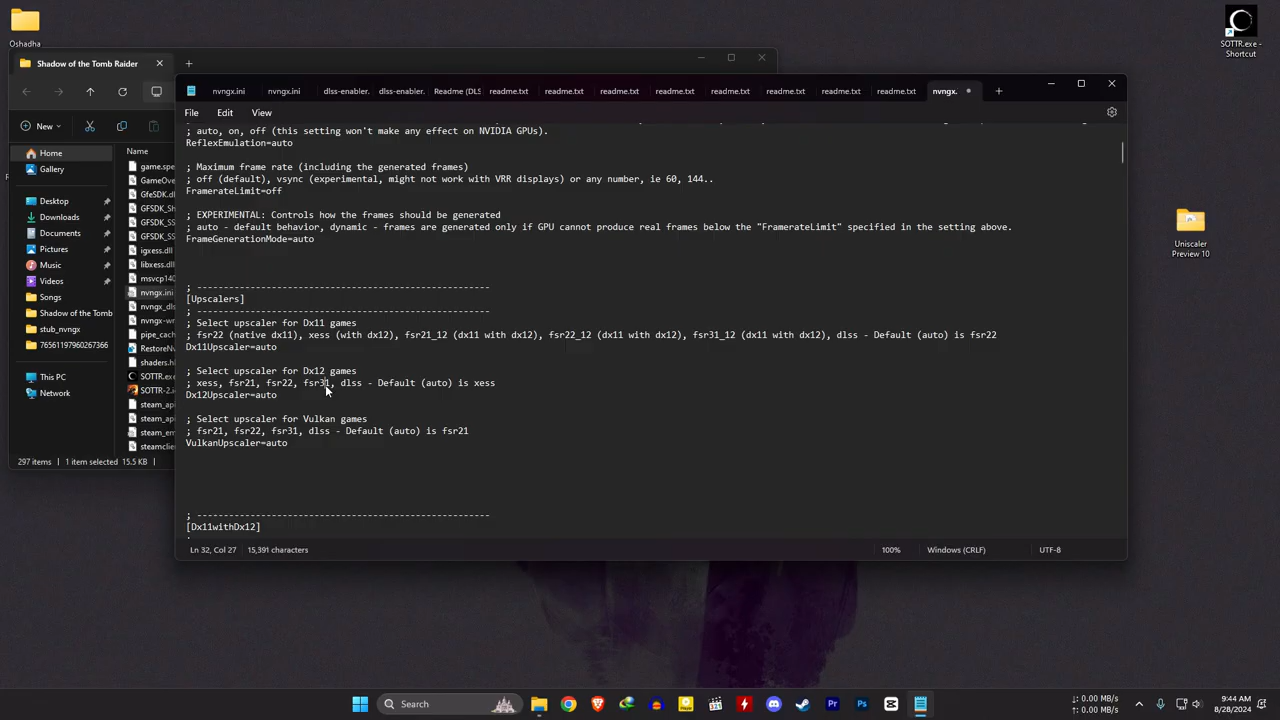 Oshadha
SOTTR.exe -
Shortcut
Shadow of the Tomb Raider
nvngx.ini
nvngx.ini
dlss-enabler.
dlss-enabler.
Readme (DLS
readme.txt
readme.txt
readme.txt
readme.txt
readme.txt
readme.txt
readme.txt
readme.txt
nvngx.
File
Edit
View
New
Name
Home
Gallery
Desktop
Downloads
Documents
Pictures
Music
Videos
Songs
Shadow of the Tomb
stub_nvngx
76561197960267366
This PC
Network
game.spe
GameOv
GfeSDK.dl
GFSDK_Sh
GFSDK_SS
GFSDK_SS
igxess.dll
libxess.dll
msvcp140
nvngx.ini
nvngx_dls
nvngx-wr
pipe_cach
RestoreNv
shaders.h
SOTTR.exe
SOTTR-2.i
steam_ap
steam_ap
steam_em
steamclien
297 items
1 item selected
15.5 KB
; auto, on, off (this setting won't make any effect on NVIDIA GPUs).
ReflexEmulation=auto
; Maximum frame rate (including the generated frames)
; off (default), vsync (experimental, might not work with VRR displays) or any number, ie 60, 144..
FramerateLimit=off
; EXPERIMENTAL: Controls how the frames should be generated
; auto - default behavior, dynamic - frames are generated only if GPU cannot produce real frames below the "FramerateLimit" specified in the setting above.
FrameGenerationMode=auto
; -------------------------------------------------------
[Upscalers]
; -------------------------------------------------------
; Select upscaler for Dx11 games
; fsr22 (native dx11), xess (with dx12), fsr21_12 (dx11 with dx12), fsr22_12 (dx11 with dx12), fsr31_12 (dx11 with dx12), dlss - Default (auto) is fsr22
Dx11Upscaler=auto
; Select upscaler for Dx12 games
; xess, fsr21, fsr22, fsr31, dlss - Default (auto) is xess
Dx12Upscaler=auto
; Select upscaler for Vulkan games
; fsr21, fsr22, fsr31, dlss - Default (auto) is fsr21
VulkanUpscaler=auto
; -------------------------------------------------------
[Dx11withDx12]
Ln 32, Col 27
15,391 characters
100%
Windows (CRLF)
UTF-8
Uniscaler
Preview 10
Search
↓: 0.00 MB/s
↑: 0.00 MB/s
9:44 AM
8/28/2024